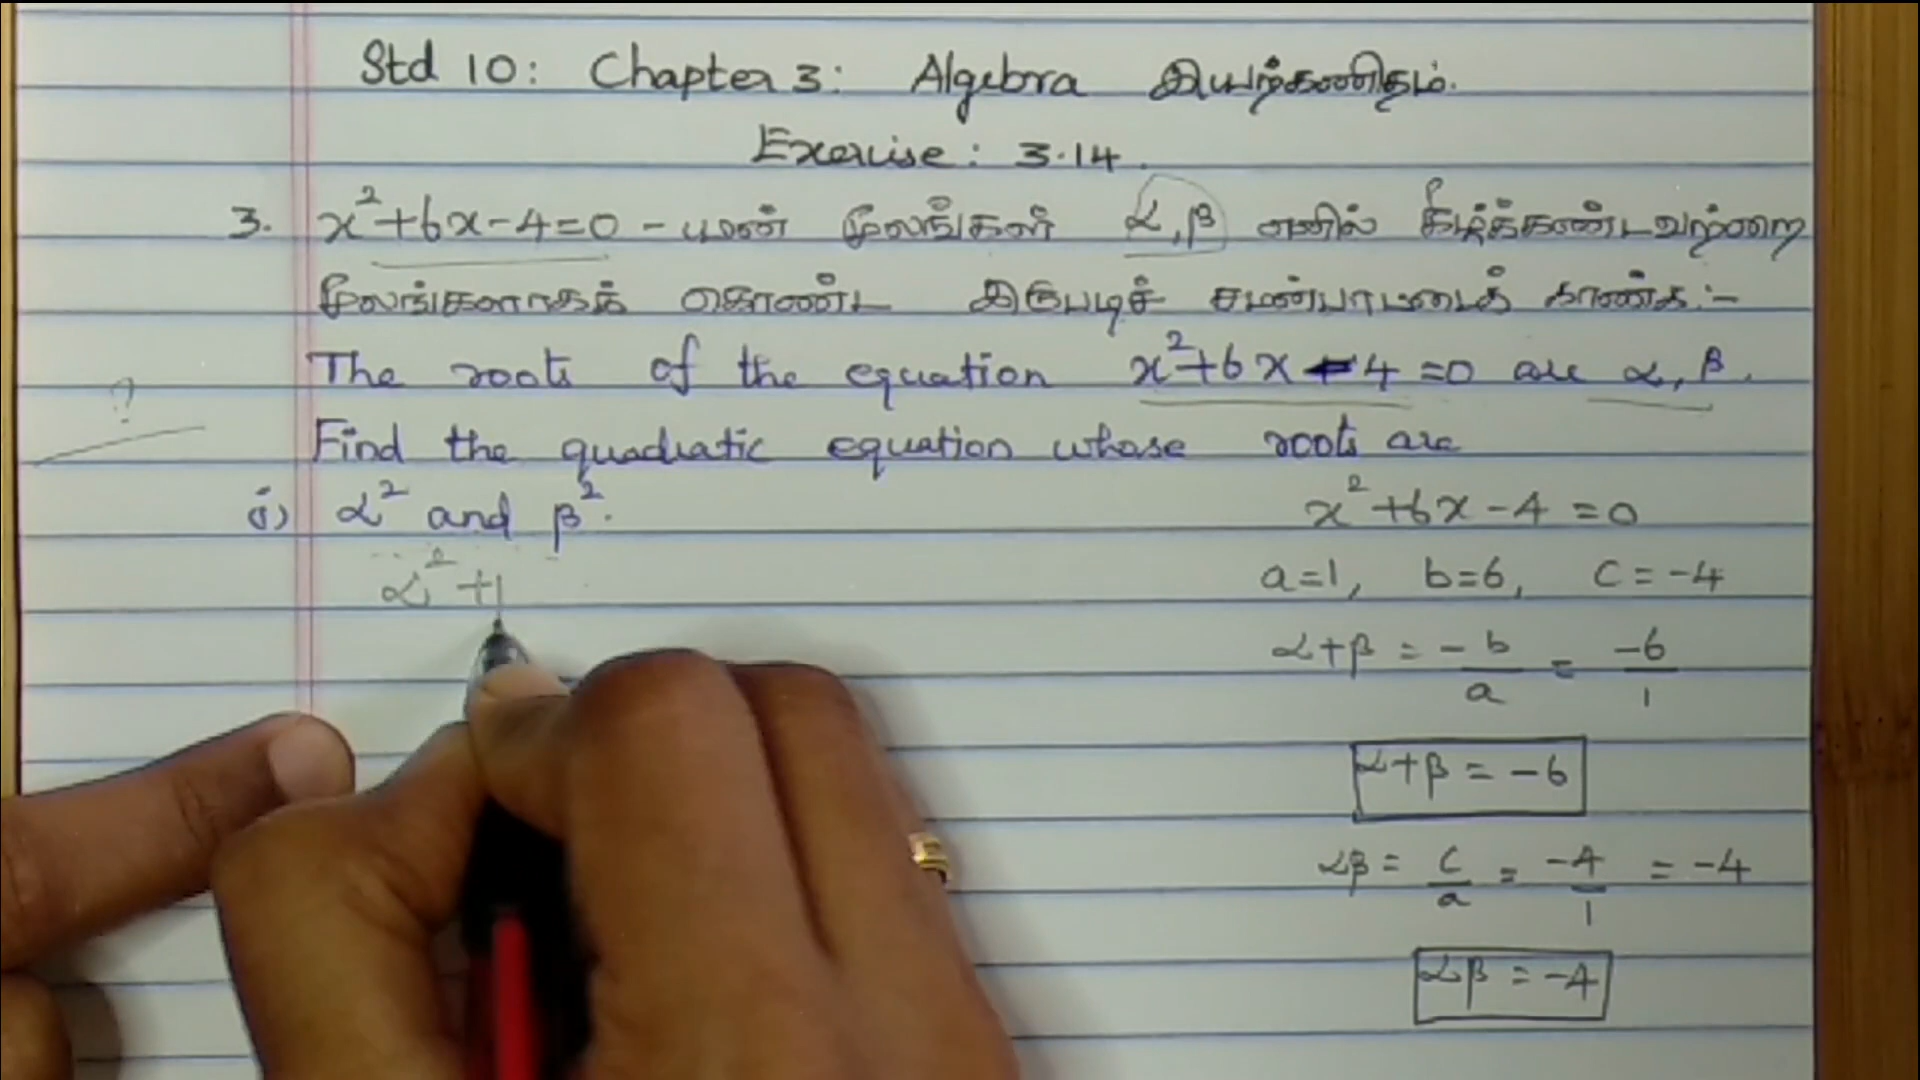 Std 10: Chapter 3: Algebra இயற்கணிதம்.
Exercise: 3.14.
3. x²+6x-4=0 - யின் மூலங்கள் α, β எனில் கீழ்க்கண்டவற்றை
மூலங்களாகக் கொண்ட இருபடிச் சமன்பாட்டைக் காண்க:-
The roots of the equation x²+6x-4=0 are α, β.
?
Find the quadratic equation whose roots are
i) α² and β².
x²+6x-4=0
α²+
a=1, b=6, c=-4
α+β = -b/a = -6/1
α+β = -6
αβ = c/a = -4/1 = -4
αβ = -4